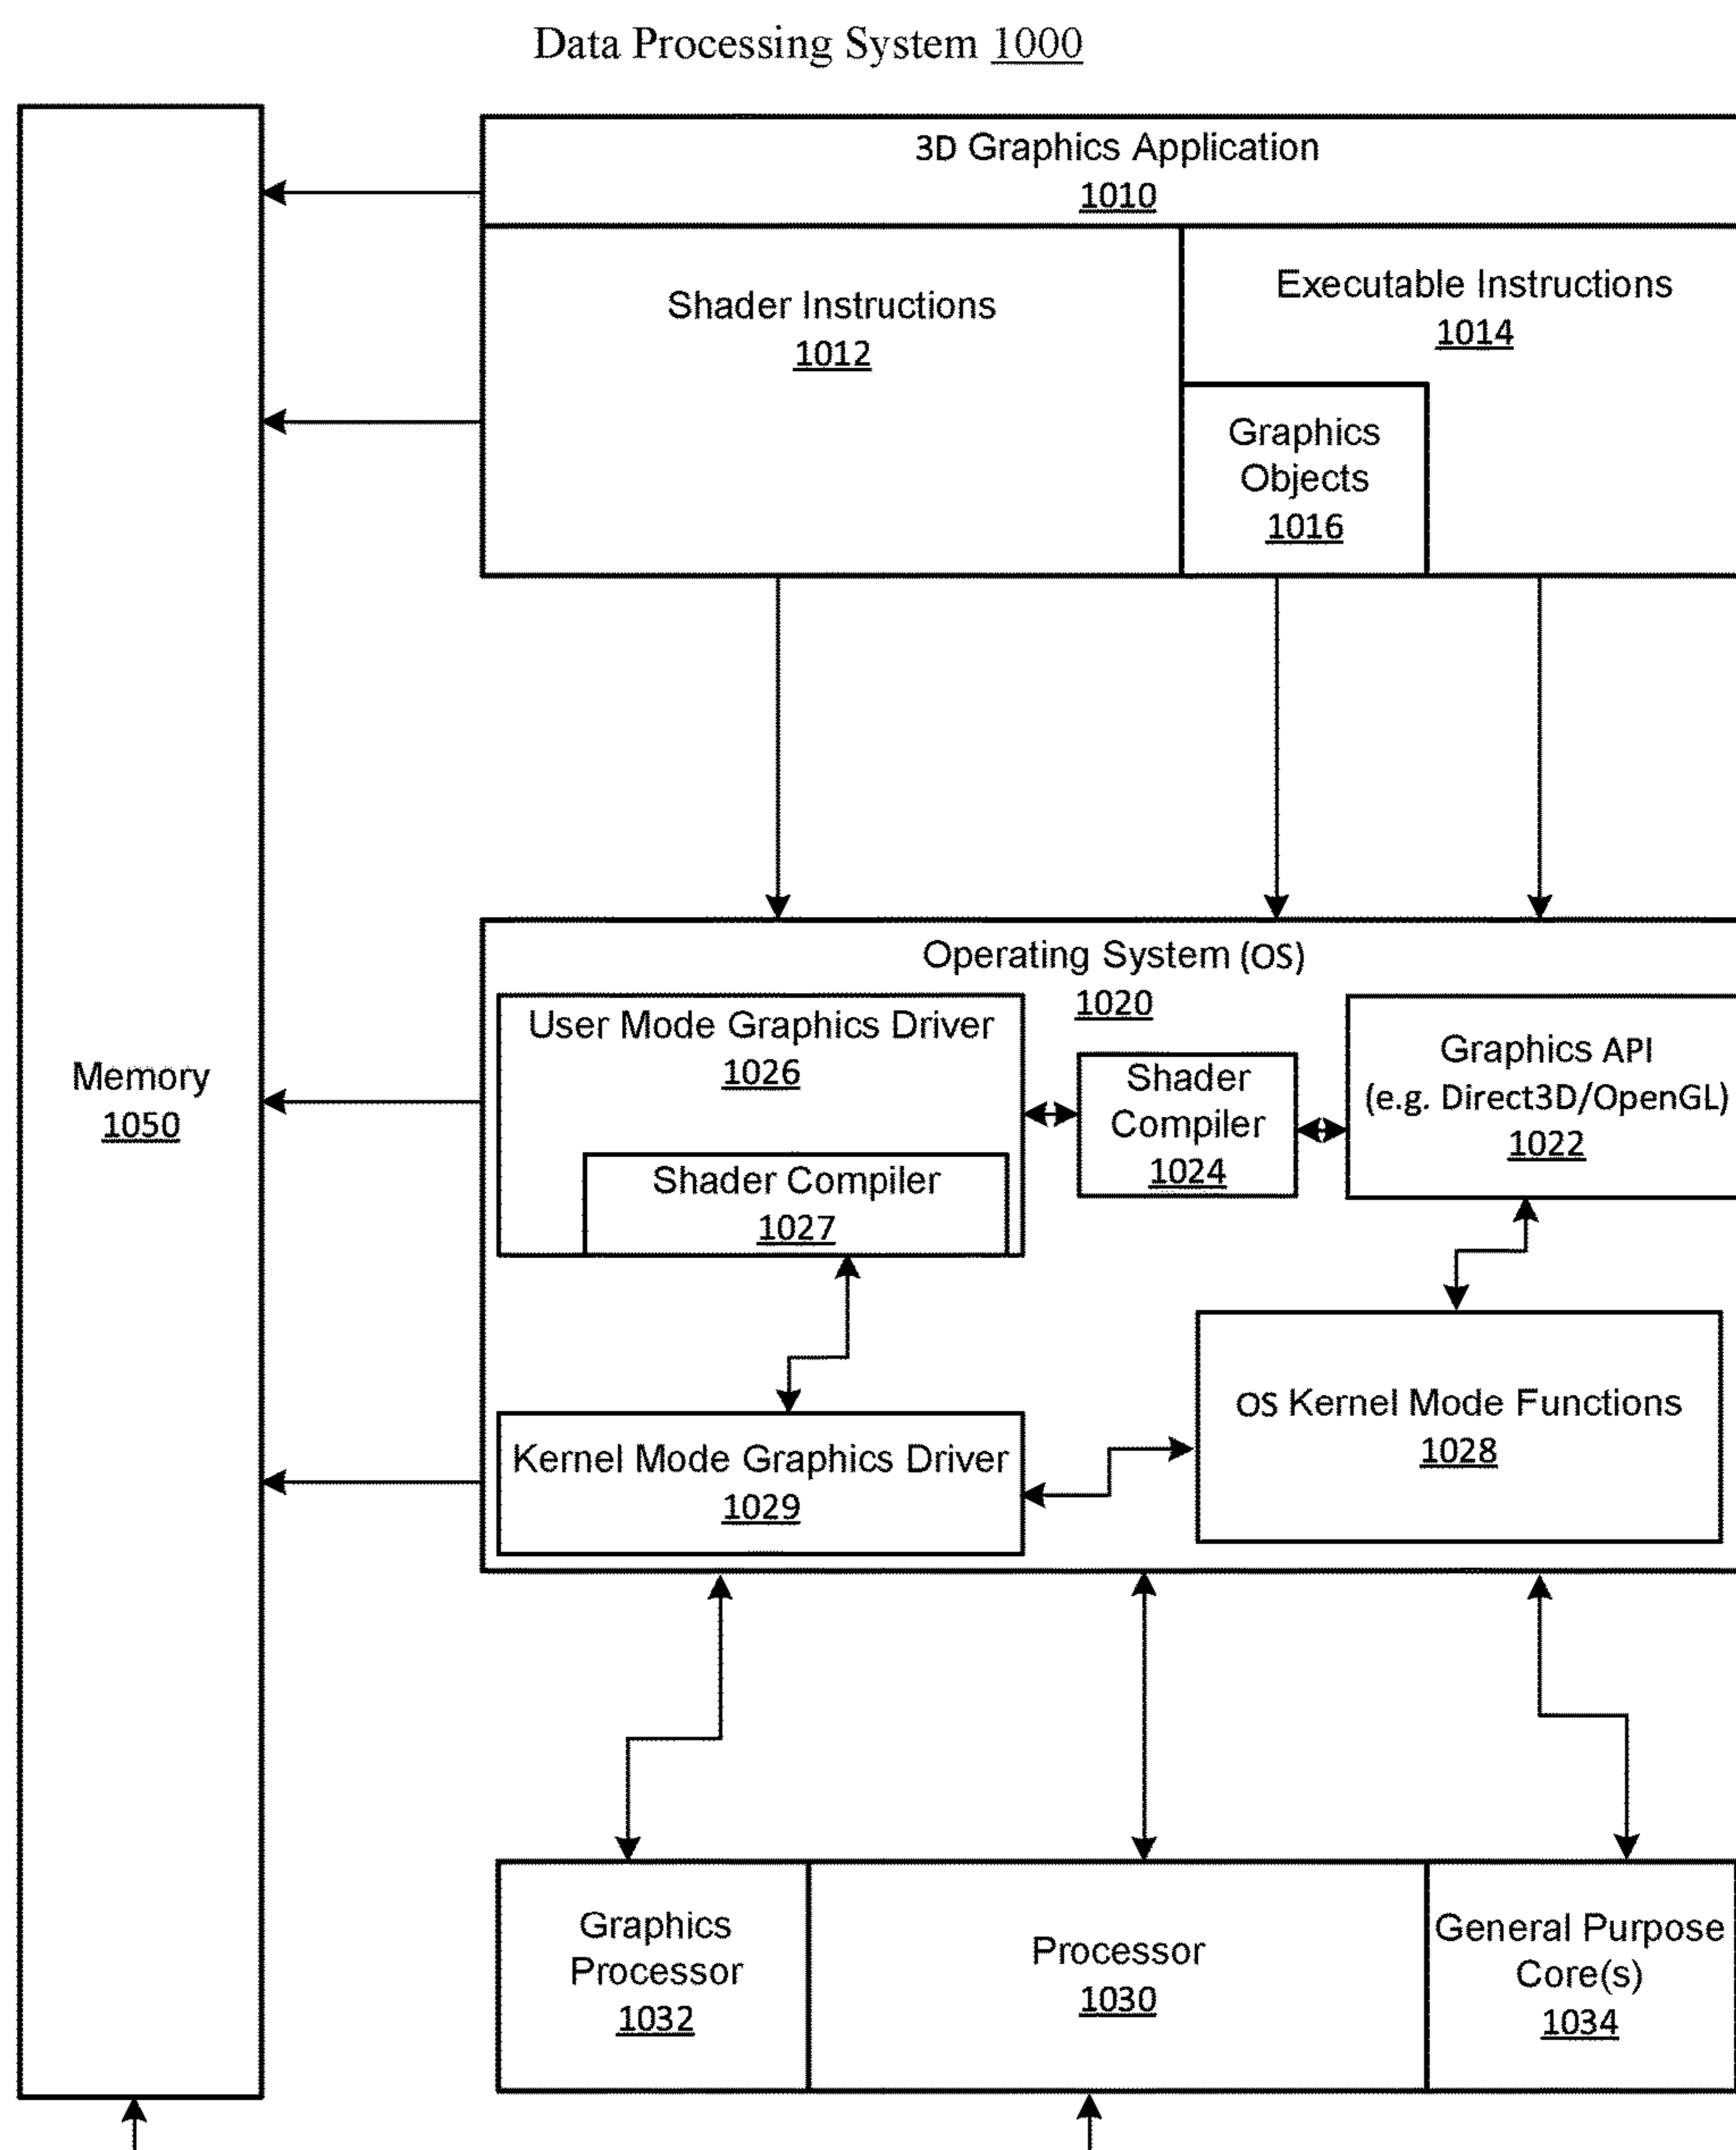 Data Processing System 1000
3D Graphics Application
1010
Shader Instructions
1012
Executable Instructions
1014
Graphics
Objects
1016
Memory
1050
Operating System (OS)
1020
User Mode Graphics Driver
1026
Shader Compiler
1027
Shader
Compiler
1024
Graphics API
(e.g. Direct3D/OpenGL)
1022
Kernel Mode Graphics Driver
1029
OS Kernel Mode Functions
1028
Graphics
Processor
1032
Processor
1030
General Purpose
Core(s)
1034